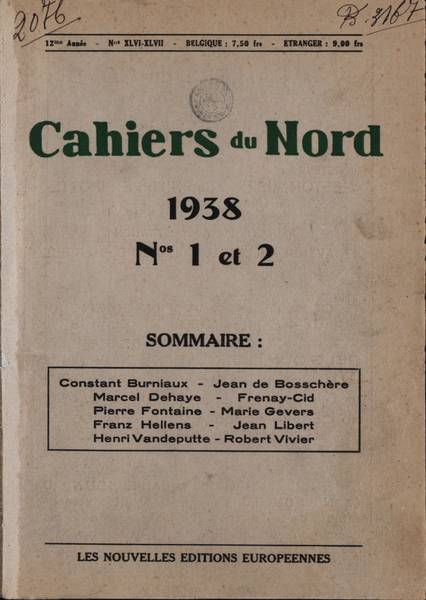 2076
B. 3167
12me Année - Nos XLVI-XLVII - BELGIQUE : 7,50 frs - ETRANGER : 9,00 frs
Cahiers du Nord
1938
Nos 1 et 2
SOMMAIRE :
Constant Burniaux - Jean de Bosschère
Marcel Dehaye - Frenay-Cid
Pierre Fontaine - Marie Gevers
Franz Hellens - Jean Libert
Henri Vandeputte - Robert Vivier
LES NOUVELLES EDITIONS EUROPEENNES